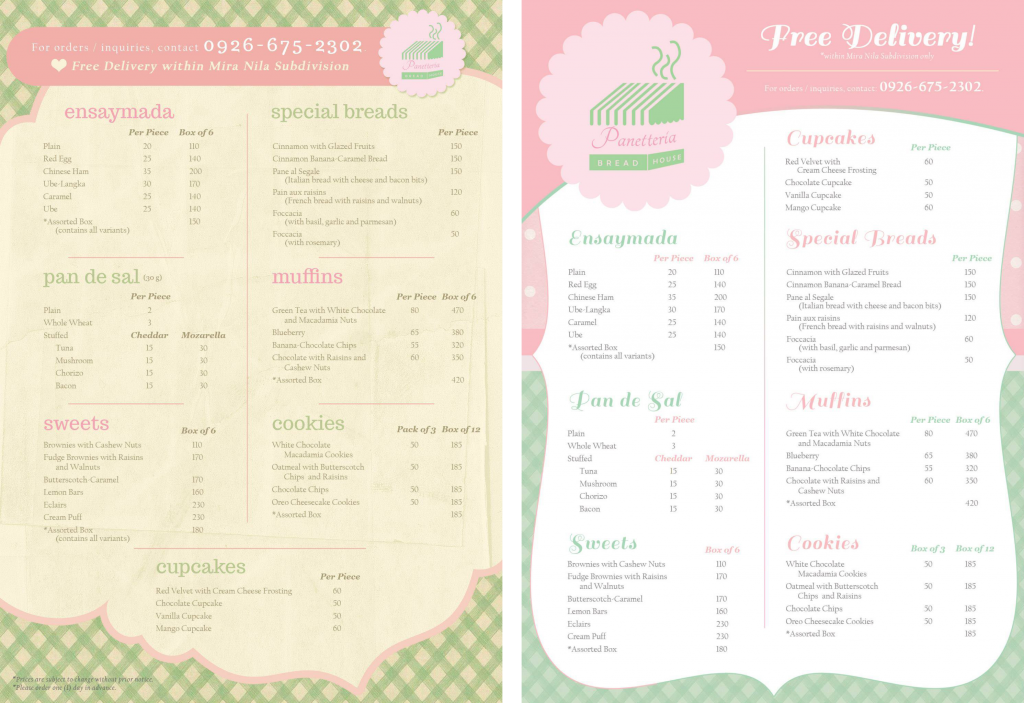 For orders / inquiries, contact 0926-675-2302
Free Delivery within Mira Nila Subdivision
Panetteria
BREAD HOUSE
ensaymada
Per Piece Box of 6
Plain 20 110
Red Egg 25 140
Chinese Ham 35 200
Ube-Langka 30 170
Caramel 25 140
Ube 25 140
*Assorted Box 150
(contains all variants)
pan de sal (30 g)
Per Piece
Plain 2
Whole Wheat 3
Stuffed Cheddar Mozarella
Tuna 15 30
Mushroom 15 30
Chorizo 15 30
Bacon 15 30
sweets
Box of 6
Brownies with Cashew Nuts 110
Fudge Brownies with Raisins 170
and Walnuts
Butterscotch-Caramel 170
Lemon Bars 160
Eclairs 230
Cream Puff 230
*Assorted Box 180
(contains all variants)
special breads
Per Piece
Cinnamon with Glazed Fruits 150
Cinnamon Banana-Caramel Bread 150
Pane al Segale 150
(Italian bread with cheese and bacon bits)
Pain aux raisins 120
(French bread with raisins and walnuts)
Foccacia 60
(with basil, garlic and parmesan)
Foccacia 50
(with rosemary)
muffins
Per Piece Box of 6
Green Tea with White Chocolate 80 470
and Macadamia Nuts
Blueberry 65 380
Banana-Chocolate Chips 55 320
Chocolate with Raisins and 60 350
Cashew Nuts
*Assorted Box 420
cookies
Pack of 3 Box of 12
White Chocolate 50 185
Macadamia Cookies
Oatmeal with Butterscotch 50 185
Chips and Raisins
Chocolate Chips 50 185
Oreo Cheesecake Cookies 50 185
*Assorted Box 185
cupcakes
Per Piece
Red Velvet with Cream Cheese Frosting 60
Chocolate Cupcake 50
Vanilla Cupcake 50
Mango Cupcake 60
*Prices are subject to change without prior notice.
*Please order one (1) day in advance.
Panetteria
BREAD HOUSE
Free Delivery!
*within Mira Nila Subdivision only
For orders / inquiries, contact 0926-675-2302
Ensaymada
Per Piece Box of 6
Plain 20 110
Red Egg 25 140
Chinese Ham 35 200
Ube-Langka 30 170
Caramel 25 140
Ube 25 140
*Assorted Box 150
(contains all variants)
Pan de Sal
Per Piece
Plain 2
Whole Wheat 3
Stuffed Cheddar Mozarella
Tuna 15 30
Mushroom 15 30
Chorizo 15 30
Bacon 15 30
Sweets
Box of 6
Brownies with Cashew Nuts 110
Fudge Brownies with Raisins 170
and Walnuts
Butterscotch-Caramel 170
Lemon Bars 160
Eclairs 230
Cream Puff 230
*Assorted Box 180
Cupcakes
Per Piece
Red Velvet with 60
Cream Cheese Frosting
Chocolate Cupcake 50
Vanilla Cupcake 50
Mango Cupcake 60
Special Breads
Per Piece
Cinnamon with Glazed Fruits 150
Cinnamon Banana-Caramel Bread 150
Pane al Segale 150
(Italian bread with cheese and bacon bits)
Pain aux raisins 120
(French bread with raisins and walnuts)
Foccacia 60
(with basil, garlic and parmesan)
Foccacia 50
(with rosemary)
Muffins
Per Piece Box of 6
Green Tea with White Chocolate 80 470
and Macadamia Nuts
Blueberry 65 380
Banana-Chocolate Chips 55 320
Chocolate with Raisins and 60 350
Cashew Nuts
*Assorted Box 420
Cookies
Box of 3 Box of 12
White Chocolate 50 185
Macadamia Cookies
Oatmeal with Butterscotch 50 185
Chips and Raisins
Chocolate Chips 50 185
Oreo Cheesecake Cookies 50 185
*Assorted Box 185